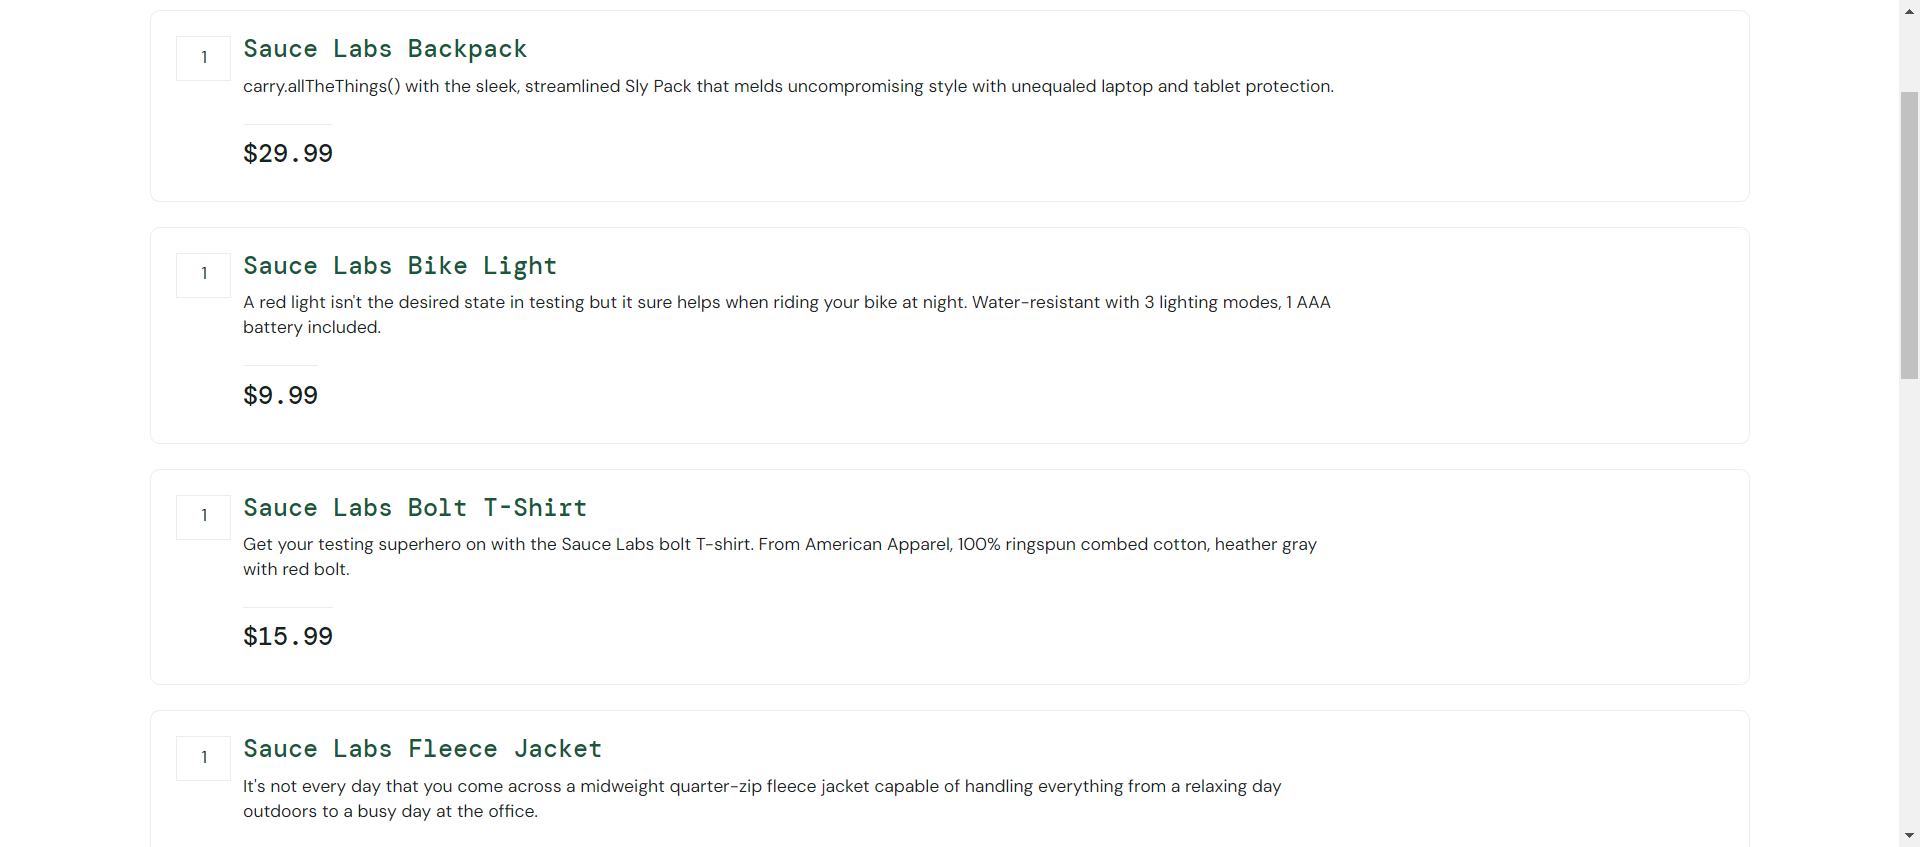 1
Sauce Labs Backpack
carry.allTheThings() with the sleek, streamlined Sly Pack that melds uncompromising style with unequaled laptop and tablet protection.
$29.99
1
Sauce Labs Bike Light
A red light isn't the desired state in testing but it sure helps when riding your bike at night. Water-resistant with 3 lighting modes, 1 AAA
battery included.
$9.99
1
Sauce Labs Bolt T-Shirt
Get your testing superhero on with the Sauce Labs bolt T-shirt. From American Apparel, 100% ringspun combed cotton, heather gray
with red bolt.
$15.99
1
Sauce Labs Fleece Jacket
It's not every day that you come across a midweight quarter-zip fleece jacket capable of handling everything from a relaxing day
outdoors to a busy day at the office.